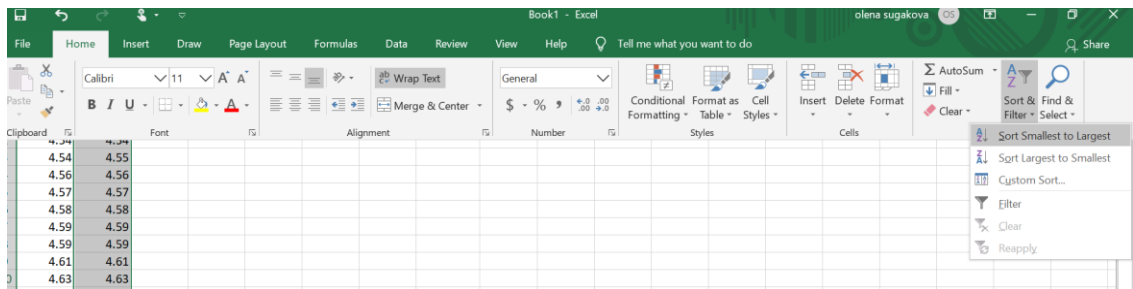 Book1 - Excel
olena sugakova
OS
File Home Insert Draw Page Layout Formulas Data Review View Help Tell me what you want to do Share
Calibri 11 A A Wrap Text General AutoSum
Paste B I U A Merge & Center $ % 9 .00 Conditional Format as Cell Insert Delete Format Fill Sort & Find &
Formatting Table Styles Clear Filter Select
Clipboard Font Alignment Number Styles Cells
Sort Smallest to Largest
Sort Largest to Smallest
Custom Sort...
Filter
Clear
Reapply
4.54 4.54
4.54 4.55
4.56 4.56
4.57 4.57
4.58 4.58
4.59 4.59
4.59 4.59
4.61 4.61
4.63 4.63